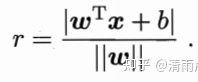 r = |w^T x + b| / ||w|| .
知乎 @清雨